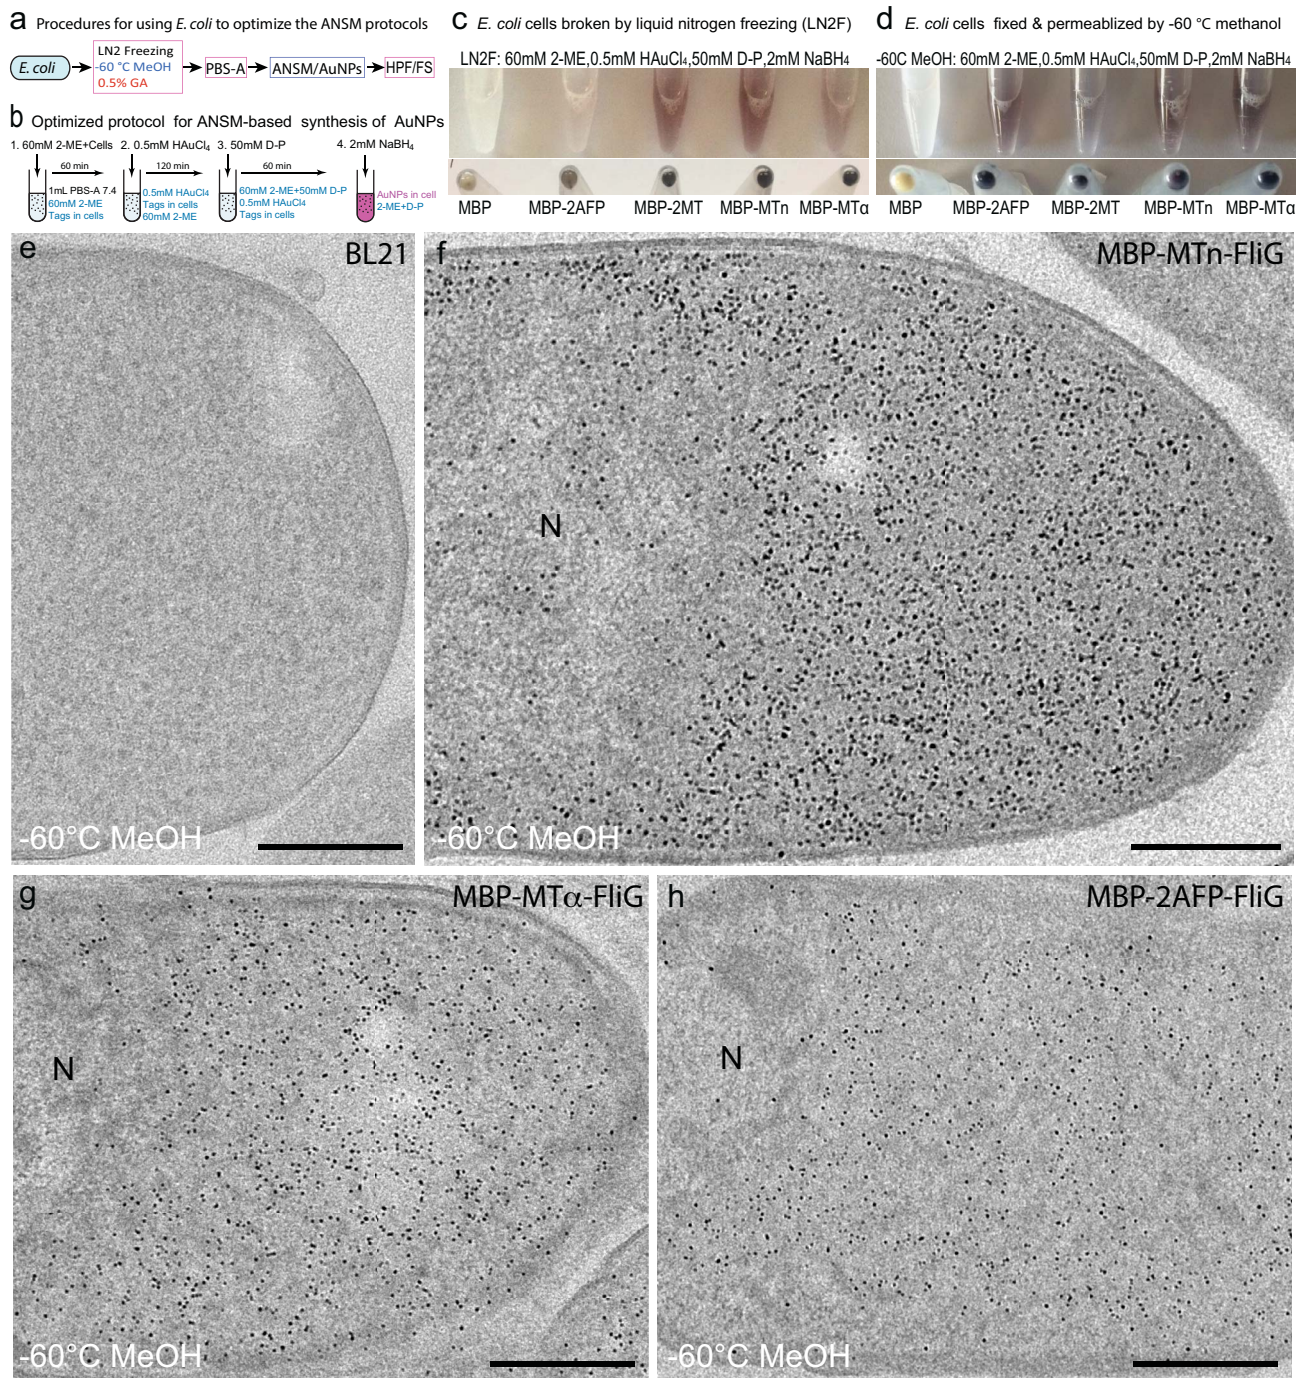 a Procedures for using E. coli to optimize the ANSM protocols
E. coli
LN2 Freezing
-60 °C MeOH
0.5% GA
PBS-A
ANSM/AuNPs
HPF/FS
b Optimized protocol for ANSM-based synthesis of AuNPs
1. 60mM 2-ME+Cells
2. 0.5mM HAuCl₄
3. 50mM D-P
4. 2mM NaBH₄
60 min
120 min
60 min
1mL PBS-A 7.4
60mM 2-ME
Tags in cells
0.5mM HAuCl₄
Tags in cells
60mM 2-ME
60mM 2-ME+50mM D-P
0.5mM HAuCl₄
Tags in cells
AuNPs in cell
2-ME+D-P
c E. coli cells broken by liquid nitrogen freezing (LN2F)
LN2F: 60mM 2-ME,0.5mM HAuCl₄,50mM D-P,2mM NaBH₄
MBP MBP-2AFP MBP-2MT MBP-MTn MBP-MTα
d E. coli cells fixed & permeablized by -60 °C methanol
-60C MeOH: 60mM 2-ME,0.5mM HAuCl₄,50mM D-P,2mM NaBH₄
MBP MBP-2AFP MBP-2MT MBP-MTn MBP-MTα
e
BL21
-60°C MeOH
f
MBP-MTn-FliG
N
-60°C MeOH
g
MBP-MTα-FliG
N
-60°C MeOH
h
MBP-2AFP-FliG
N
-60°C MeOH